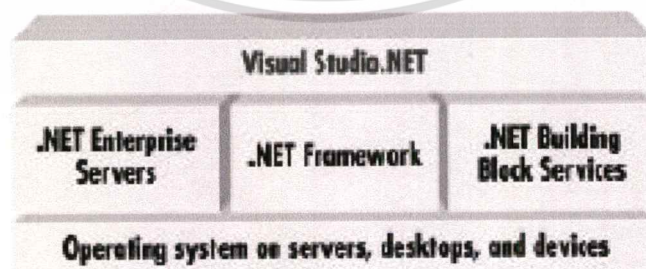 Visual Studio.NET
.NET Enterprise
Servers
.NET Framework
.NET Building
Block Services
Operating system on servers, desktops, and devices